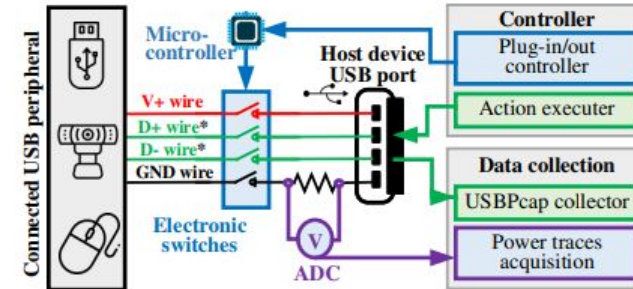 Connected USB peripheral
Micro-
controller
V+ wire
D+ wire*
D- wire*
GND wire
Electronic
switches
Host device
USB port
V
ADC
Controller
Plug-in/out
controller
Action executer
Data collection
USBPcap collector
Power traces
acquisition